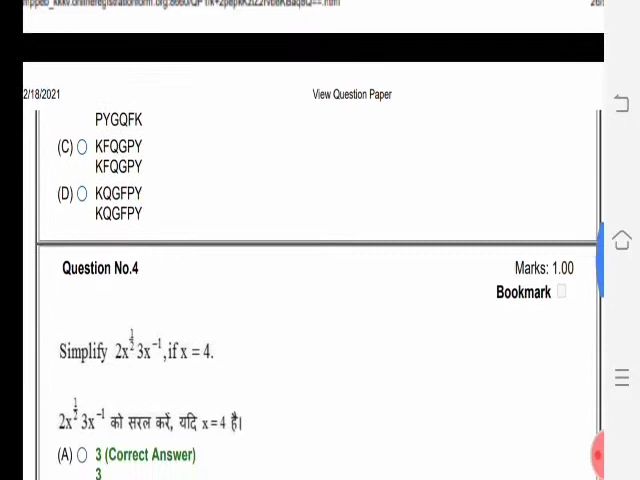 2/18/2021 View Question Paper
PYGQFK
(C) KFQGPY
KFQGPY
(D) KQGFPY
KQGFPY
Question No.4 Marks: 1.00
Bookmark
Simplify 2x^{1/2} 3x^{-1}, if x = 4.
2x^{1/2} 3x^{-1} को सरल करें, यदि x = 4 है।
(A) 3 (Correct Answer)
3